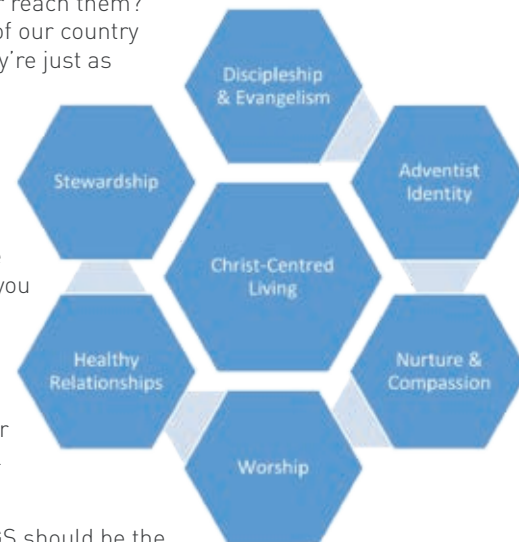 r reach them?
of our country
y're just as
you
r
GS should be the
Discipleship
& Evangelism
Adventist
Identity
Nurture &
Compassion
Worship
Healthy
Relationships
Stewardship
Christ-Centred
Living